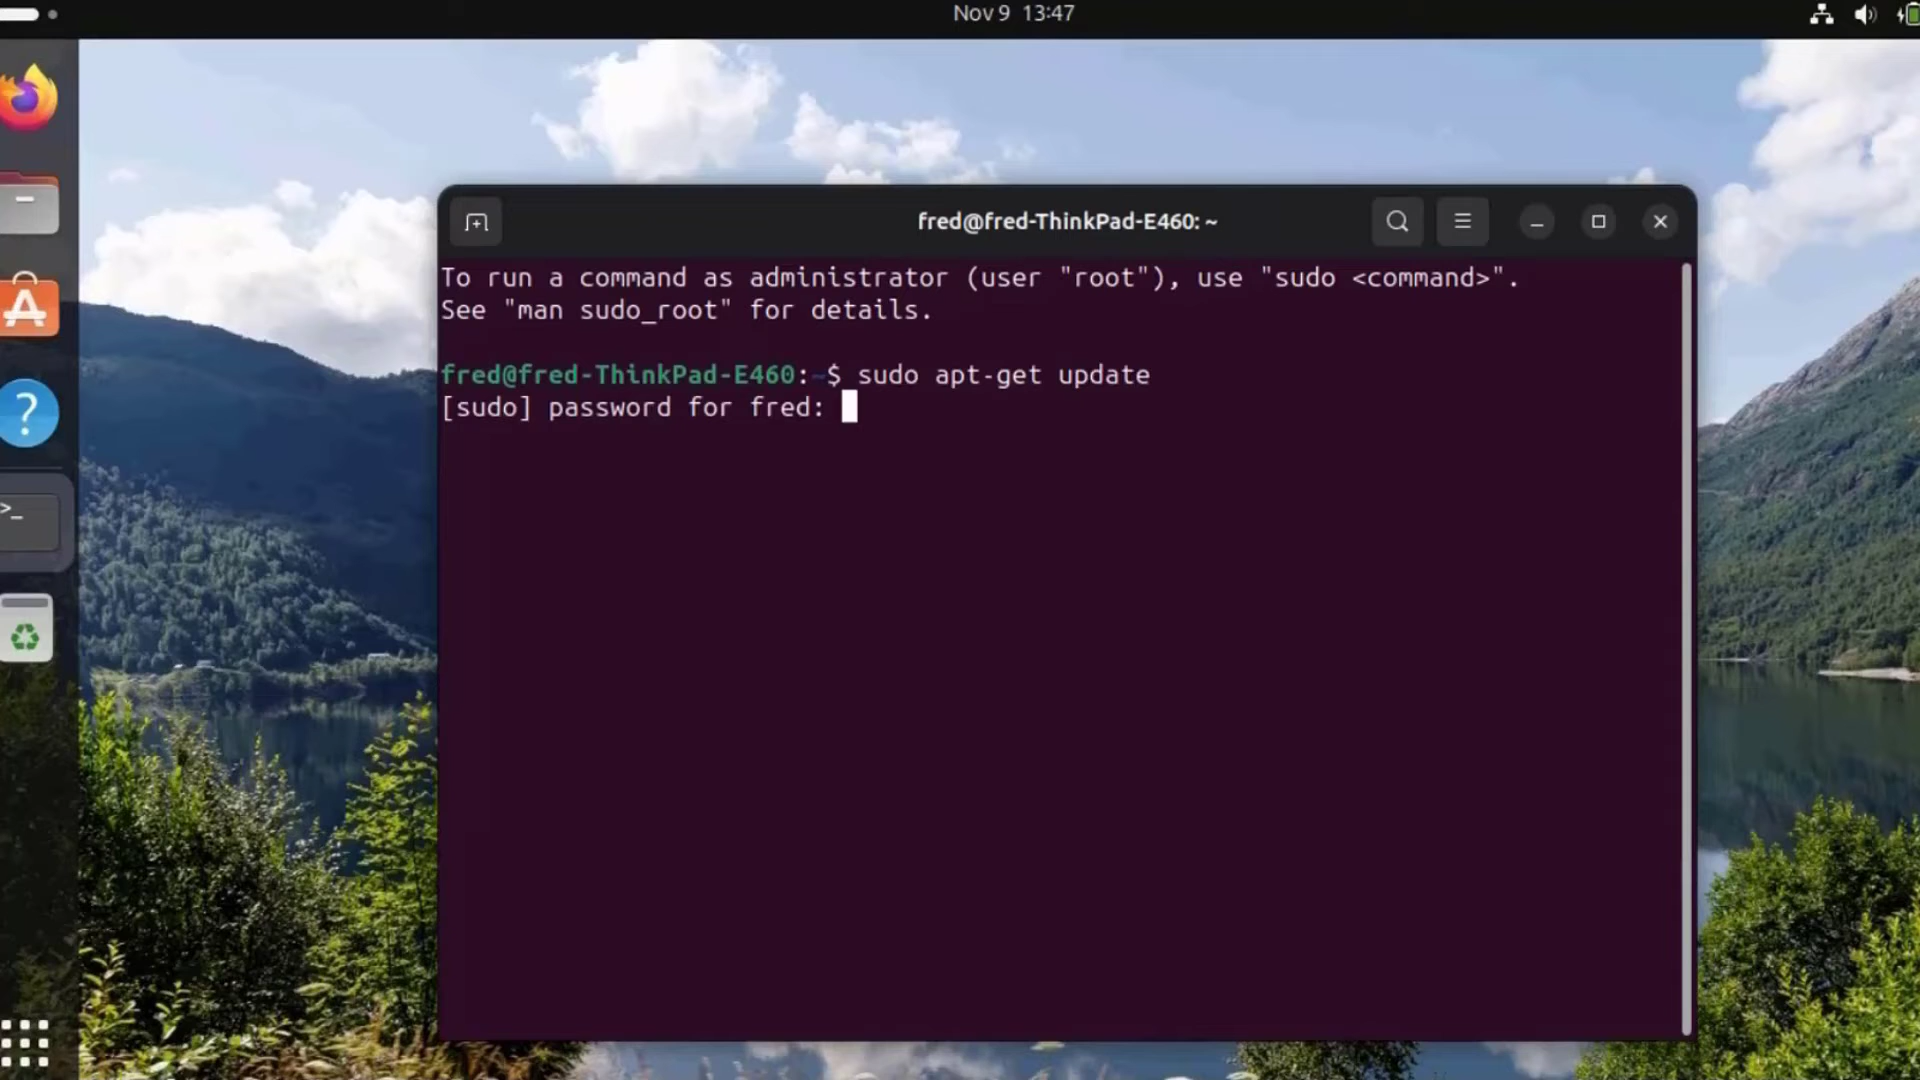 Nov 9 13:47
fred@fred-ThinkPad-E460: ~
To run a command as administrator (user "root"), use "sudo <command>".
See "man sudo_root" for details.
fred@fred-ThinkPad-E460:~$ sudo apt-get update
[sudo] password for fred: